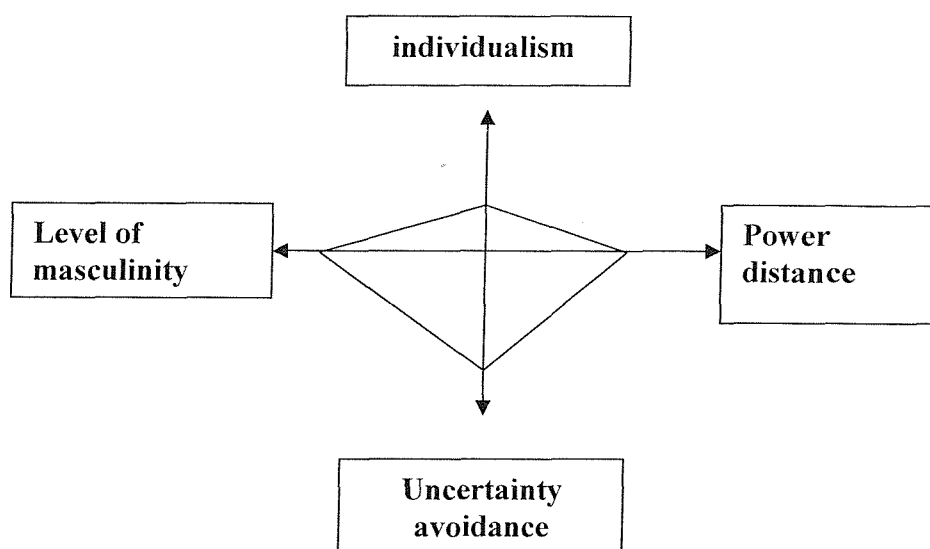 individualism
Level of
masculinity
Power
distance
Uncertainty
avoidance